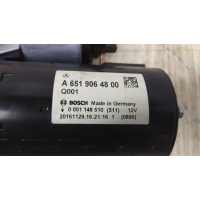 A 651 906 48 00
Q001
BOSCH Made in Germany
0 001 148 510 (511) 12V
20161129.16:21:16 1 (0890)